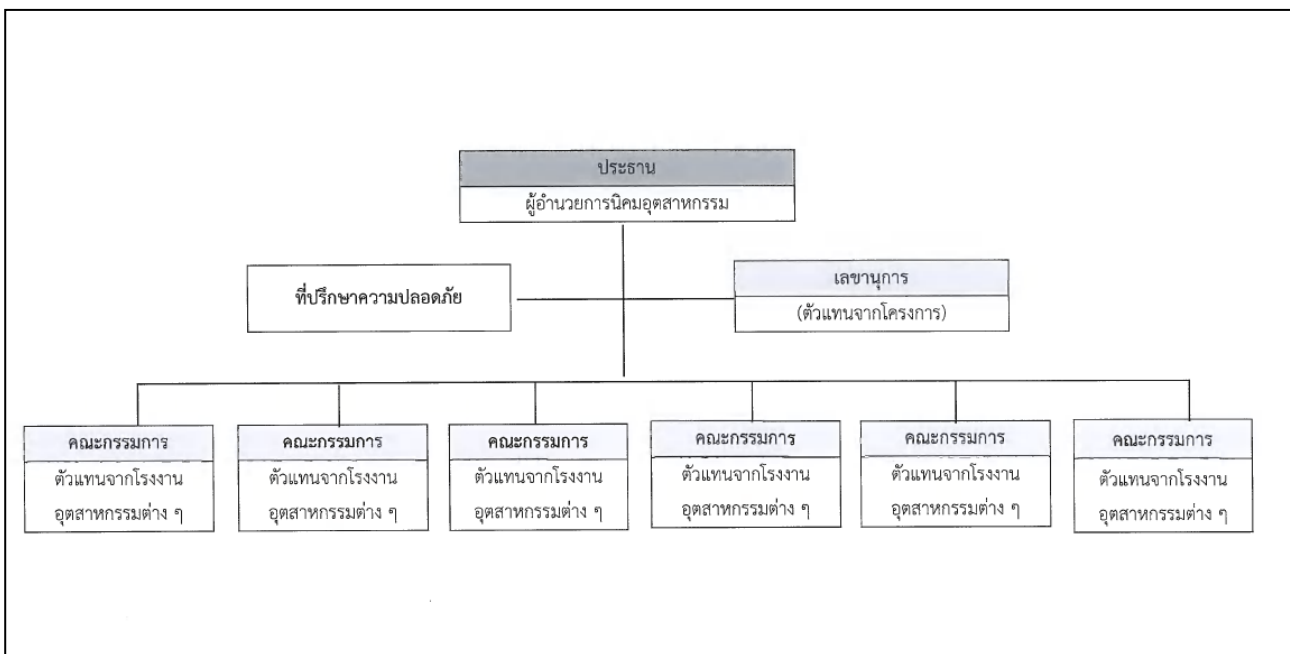 ประธาน
ผู้อำนวยการนิคมอุตสาหกรรม
ที่ปรึกษาความปลอดภัย
เลขานุการ
(ตัวแทนจากโครงการ)
คณะกรรมการ
ตัวแทนจากโรงงาน
อุตสาหกรรมต่าง ๆ
คณะกรรมการ
ตัวแทนจากโรงงาน
อุตสาหกรรมต่าง ๆ
คณะกรรมการ
ตัวแทนจากโรงงาน
อุตสาหกรรมต่าง ๆ
คณะกรรมการ
ตัวแทนจากโรงงาน
อุตสาหกรรมต่าง ๆ
คณะกรรมการ
ตัวแทนจากโรงงาน
อุตสาหกรรมต่าง ๆ
คณะกรรมการ
ตัวแทนจากโรงงาน
อุตสาหกรรมต่าง ๆ